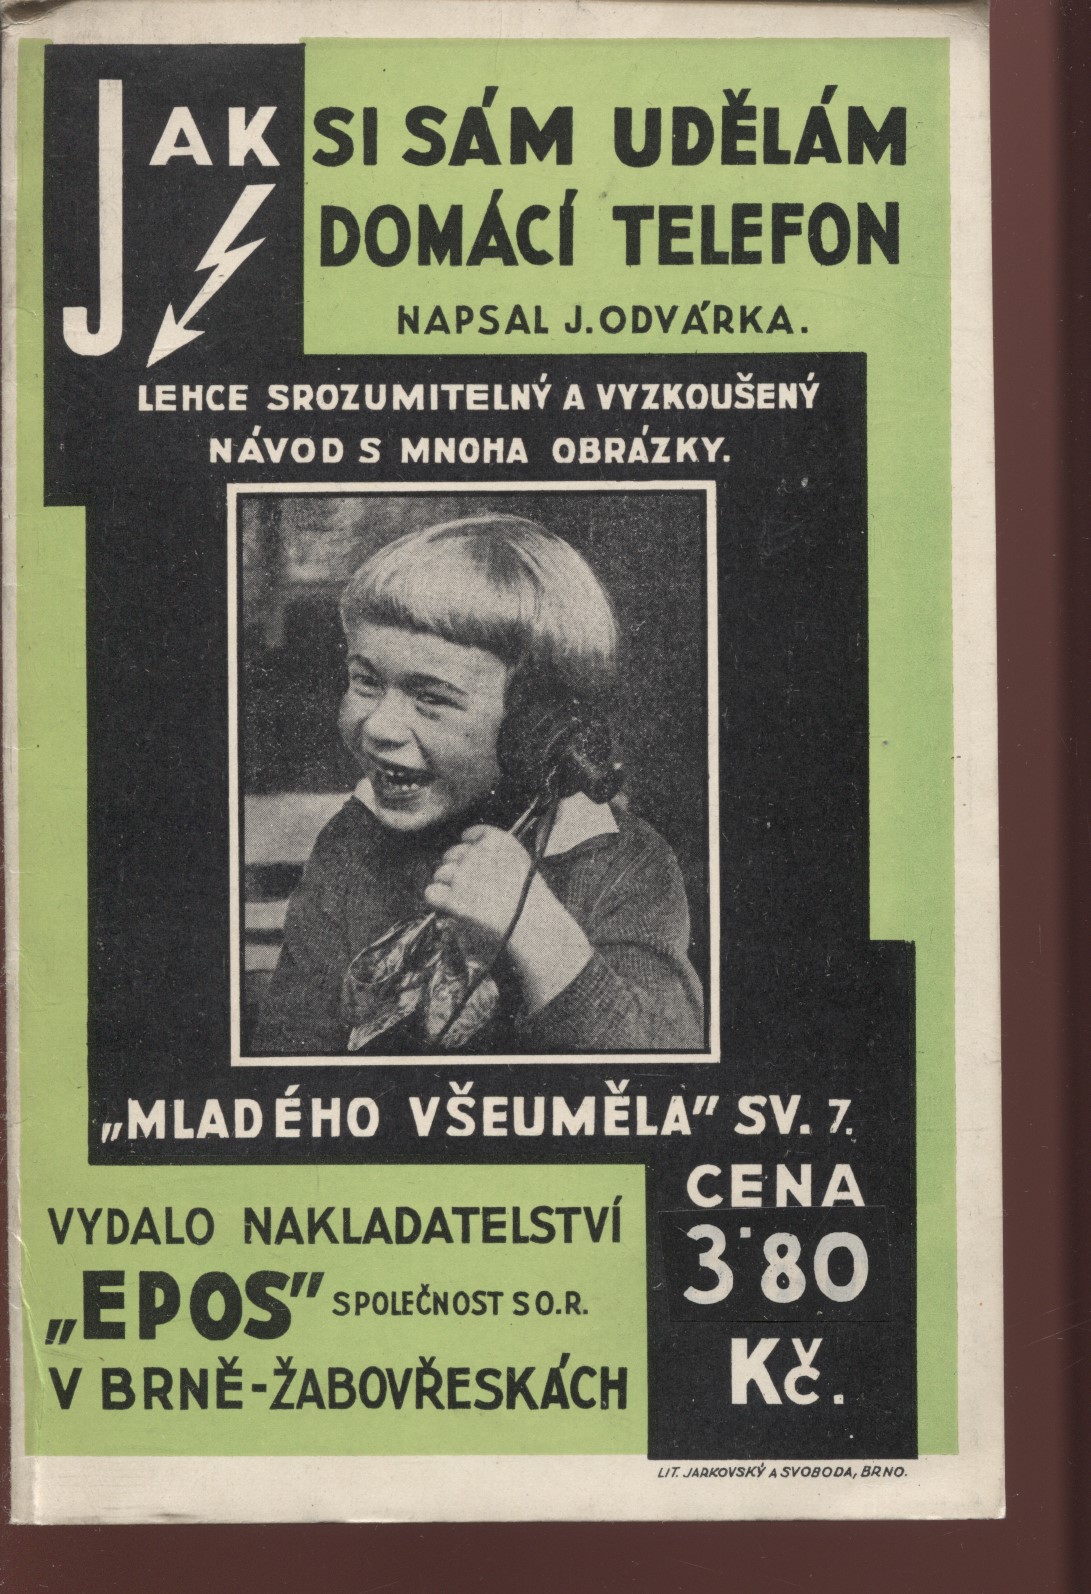 JAK SI SÁM UDĚLÁM
DOMÁCÍ TELEFON
NAPSAL J. ODVÁRKA.
LEHCE SROZUMITELNÝ A VYZKOUŠENÝ
NÁVOD S MNOHA OBRÁZKY.
„MLADÉHO VŠEUMĚLA" SV. 7.
CENA
3·80
Kč.
VYDALO NAKLADATELSTVÍ
„EPOS" SPOLEČNOST S O.R.
V BRNĚ-ŽABOVŘESKÁCH
LIT. JARKOVSKÝ A SVOBODA, BRNO.